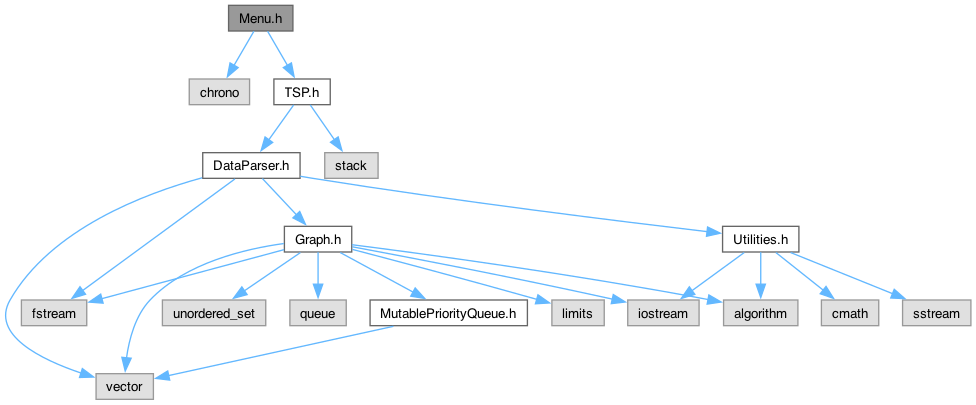 Menu.h
chrono
TSP.h
DataParser.h
stack
Graph.h
Utilities.h
fstream
unordered_set
queue
MutablePriorityQueue.h
limits
iostream
algorithm
cmath
sstream
vector